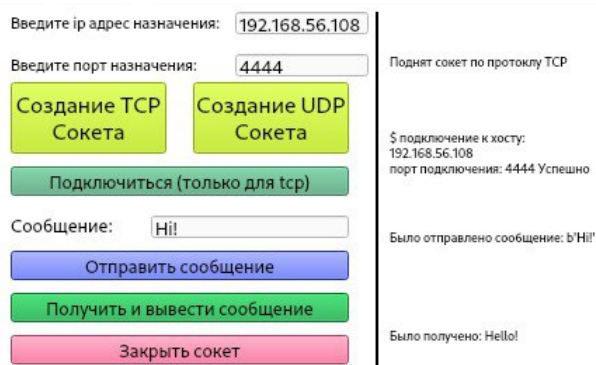 Введите ip адрес назначения: 192.168.56.108
Введите порт назначения: 4444
Создание TCP
Сокета
Создание UDP
Сокета
Подключиться (только для tcp)
Сообщение: Hi!
Отправить сообщение
Получить и вывести сообщение
Закрыть сокет
Поднят сокет по протоклу TCP
$ подключение к хосту:
192.168.56.108
порт подключения: 4444 Успешно
Было отправлено сообщение: b'Hi!'
Было получено: Hello!